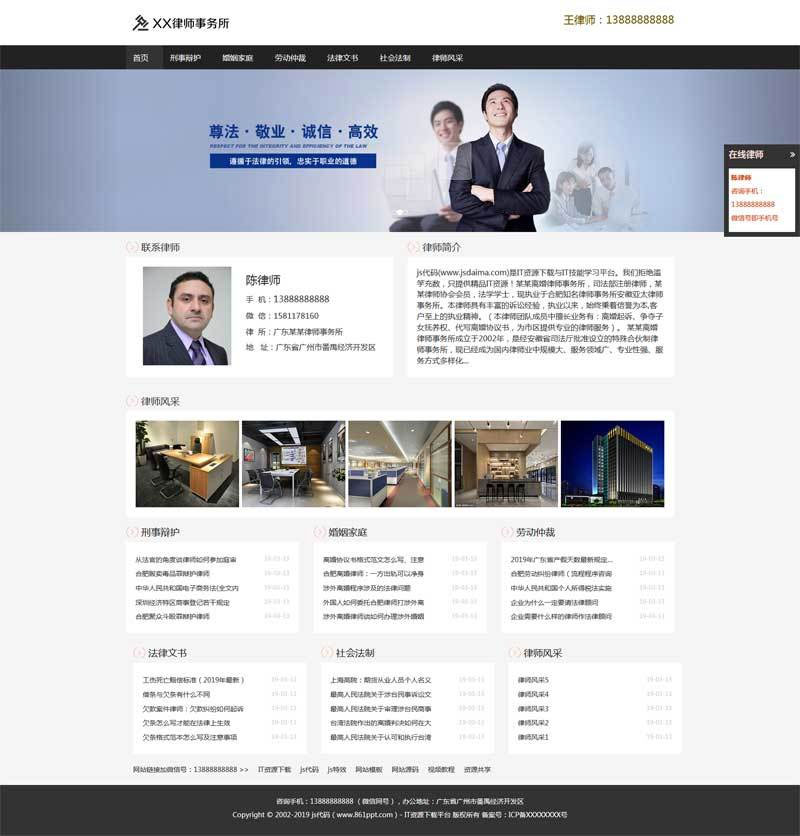 XX律师事务所
王律师：13888888888
首页 刑事辩护 婚姻家庭 劳动仲裁 法律文书 社会法制 律师风采
尊法·敬业·诚信·高效
RESPECT FOR THE INTEGRITY AND EFFICIENCY OF THE LAW
遵循于法律的引领，忠实于职业的道德
在线律师 »
陈律师
咨询手机：
13888888888
微信号即手机号
联系律师
陈律师
手 机：13888888888
微 信：1581178160
律 所：广东某某律师事务所
地 址：广东省广州市番禺经济开发区
律师简介
js代码(www.jsdaima.com)是IT资源下载与IT技能学习平台。我们拒绝滥
竽充数，只提供精品IT资源！某某离婚律师事务所，司法部注册律师，某
某律师协会会员，法学学士，现执业于合肥知名律师事务所安徽亚太律师
事务所。本律师具有丰富的诉讼经验，执业以来，始终秉着信誉为本,客
户至上的执业精神。（本律师团队成员中擅长业务有：离婚起诉、争夺子
女抚养权、代写离婚协议书，为市区提供专业的律师服务）。 某某离婚
律师事务所成立于2002年，是经安徽省司法厅批准设立的特殊合伙制律
师事务所，现已经成为国内律师业中规模大、服务领域广、专业性强、服
务方式多样化...
律师风采
刑事辩护
从法官的角度谈律师如何参加庭审 19-03-13
合肥贩卖毒品罪辩护律师 19-03-13
中华人民共和国电子商务法(全文内 19-03-13
深圳经济特区商事登记若干规定 19-03-13
合肥聚众斗殴罪辩护律师 19-03-13
婚姻家庭
离婚协议书格式范文怎么写、注意 19-03-13
合肥离婚律师：一方出轨可以净身 19-03-13
涉外离婚程序涉及的法律问题 19-03-13
外国人如何委托合肥律师打涉外离 19-03-13
涉外离婚律师谈如何办理涉外婚姻 19-03-13
劳动仲裁
2019年广东省产假天数最新规定... 19-03-13
合肥劳动纠纷律师（流程程序咨询 19-03-13
中华人民共和国个人所得税法实施 19-03-13
企业为什么一定要请法律顾问 19-03-13
企业需要什么样的律师作法律顾问 19-03-13
法律文书
工伤死亡赔偿标准（2019年最新 ） 19-03-13
借条与欠条有什么不同 19-03-13
欠款案件律师：欠款纠纷如何起诉 19-03-13
欠条怎么写才能在法律上生效 19-03-13
欠条格式范本怎么写及注意事项 19-03-13
社会法制
上海高院：期货从业人员个人名义 19-03-13
最高人民法院关于涉台民事诉讼文 19-03-13
最高人民法院关于审理涉台民商事 19-03-13
台湾法院作出的离婚判决如何在大 19-03-13
最高人民法院关于认可和执行台湾 19-03-13
律师风采
律师风采5 19-03-13
律师风采4 19-03-13
律师风采3 19-03-13
律师风采2 19-03-13
律师风采1 19-03-13
网站链接加微信号：13888888888 >> IT资源下载 js代码 js特效 网站模板 网站源码 视频教程 资源共享
咨询手机：13888888888 （ 微信同号 ），办公地址：广东省广州市番禺经济开发区
Copyright © 2002-2019 js代码（www.861ppt.com）- IT资源下载平台 版权所有 备案号：ICP备XXXXXXXX号